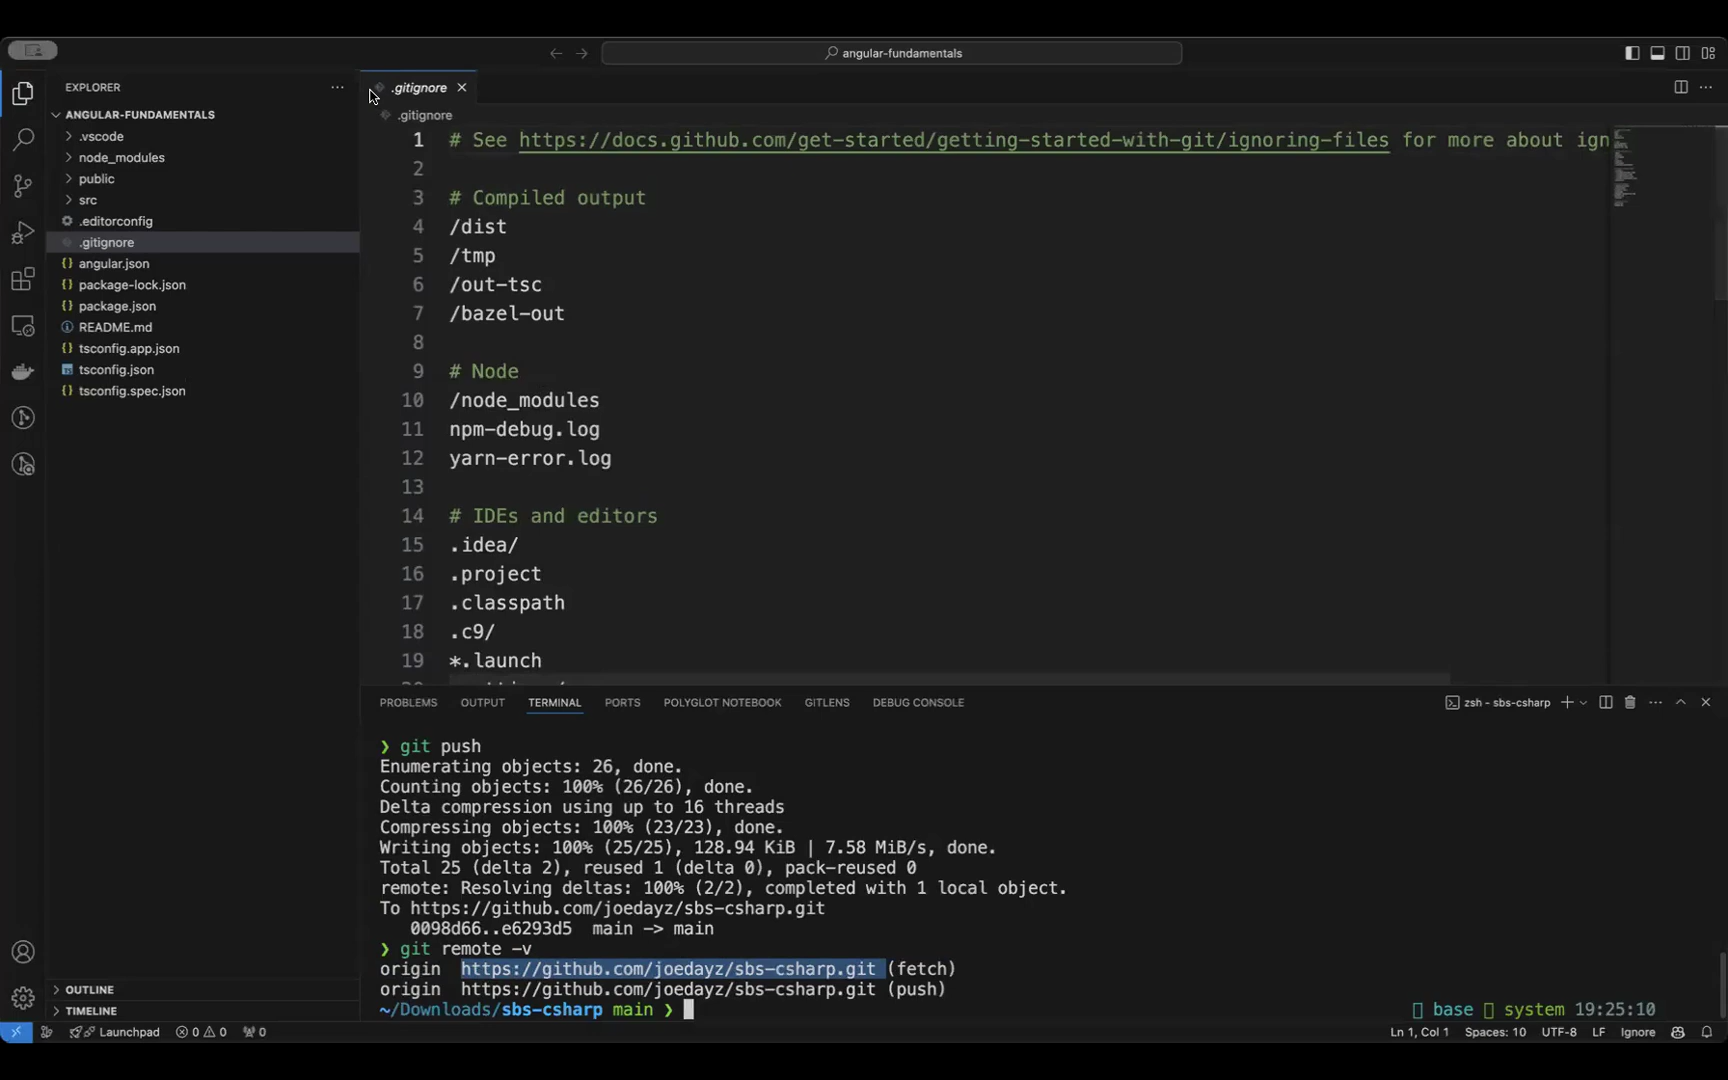 angular-fundamentals
EXPLORER
ANGULAR-FUNDAMENTALS
.vscode
node_modules
public
src
.editorconfig
.gitignore
angular.json
package-lock.json
package.json
README.md
tsconfig.app.json
tsconfig.json
tsconfig.spec.json
OUTLINE
TIMELINE
.gitignore
.gitignore
1 # See https://docs.github.com/get-started/getting-started-with-git/ignoring-files for more about ign
2
3 # Compiled output
4 /dist
5 /tmp
6 /out-tsc
7 /bazel-out
8
9 # Node
10 /node_modules
11 npm-debug.log
12 yarn-error.log
13
14 # IDEs and editors
15 .idea/
16 .project
17 .classpath
18 .c9/
19 *.launch
PROBLEMS OUTPUT TERMINAL PORTS POLYGLOT NOTEBOOK GITLENS DEBUG CONSOLE zsh - sbs-csharp
❯ git push
Enumerating objects: 26, done.
Counting objects: 100% (26/26), done.
Delta compression using up to 16 threads
Compressing objects: 100% (23/23), done.
Writing objects: 100% (25/25), 128.94 KiB | 7.58 MiB/s, done.
Total 25 (delta 2), reused 1 (delta 0), pack-reused 0
remote: Resolving deltas: 100% (2/2), completed with 1 local object.
To https://github.com/joedayz/sbs-csharp.git
0098d66..e6293d5 main -> main
❯ git remote -v
origin https://github.com/joedayz/sbs-csharp.git (fetch)
origin https://github.com/joedayz/sbs-csharp.git (push)
~/Downloads/sbs-csharp main ❯ base system 19:25:10
Launchpad 0 0 0 Ln 1, Col 1 Spaces: 10 UTF-8 LF Ignore